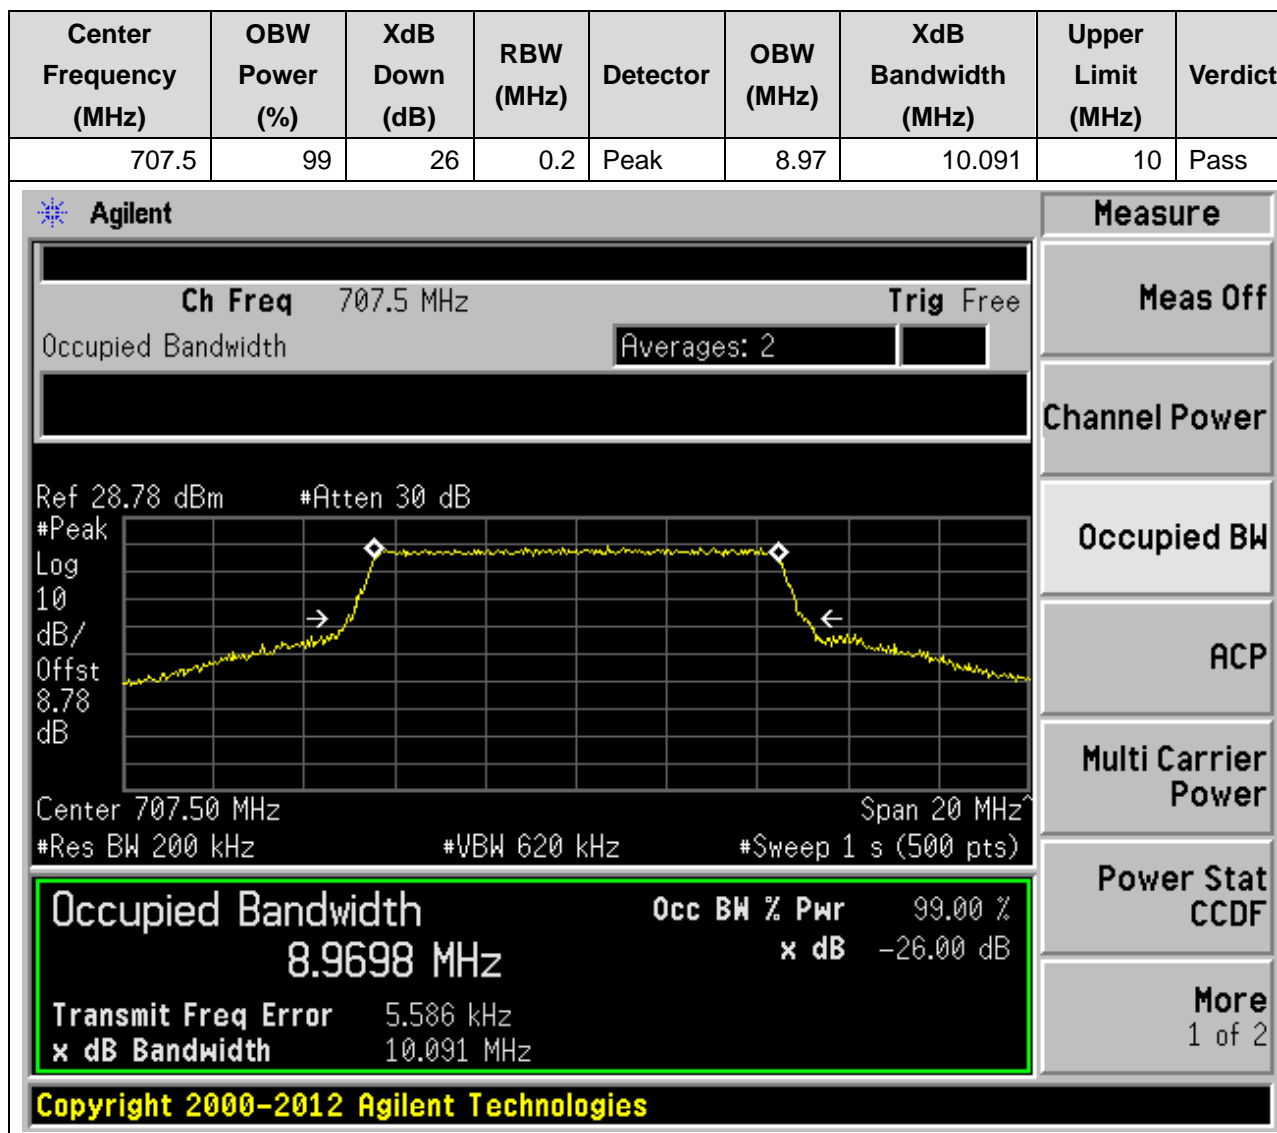 Center Frequency (MHz) OBW Power (%) XdB Down (dB) RBW (MHz) Detector OBW (MHz) XdB Bandwidth (MHz) Upper Limit (MHz) Verdict
707.5 99 26 0.2 Peak 8.97 10.091 10 Pass
Agilent
Measure
Ch Freq 707.5 MHz Trig Free
Meas Off
Occupied Bandwidth Averages: 2
Channel Power
Ref 28.78 dBm #Atten 30 dB
#Peak
Log
10
dB/
Offst
8.78
dB
Occupied BW
ACP
Multi Carrier
Power
Center 707.50 MHz Span 20 MHz^
#Res BW 200 kHz #VBW 620 kHz #Sweep 1 s (500 pts)
Power Stat
CCDF
Occupied Bandwidth Occ BW % Pwr 99.00 %
8.9698 MHz x dB -26.00 dB
Transmit Freq Error 5.586 kHz
x dB Bandwidth 10.091 MHz
More
1 of 2
Copyright 2000-2012 Agilent Technologies